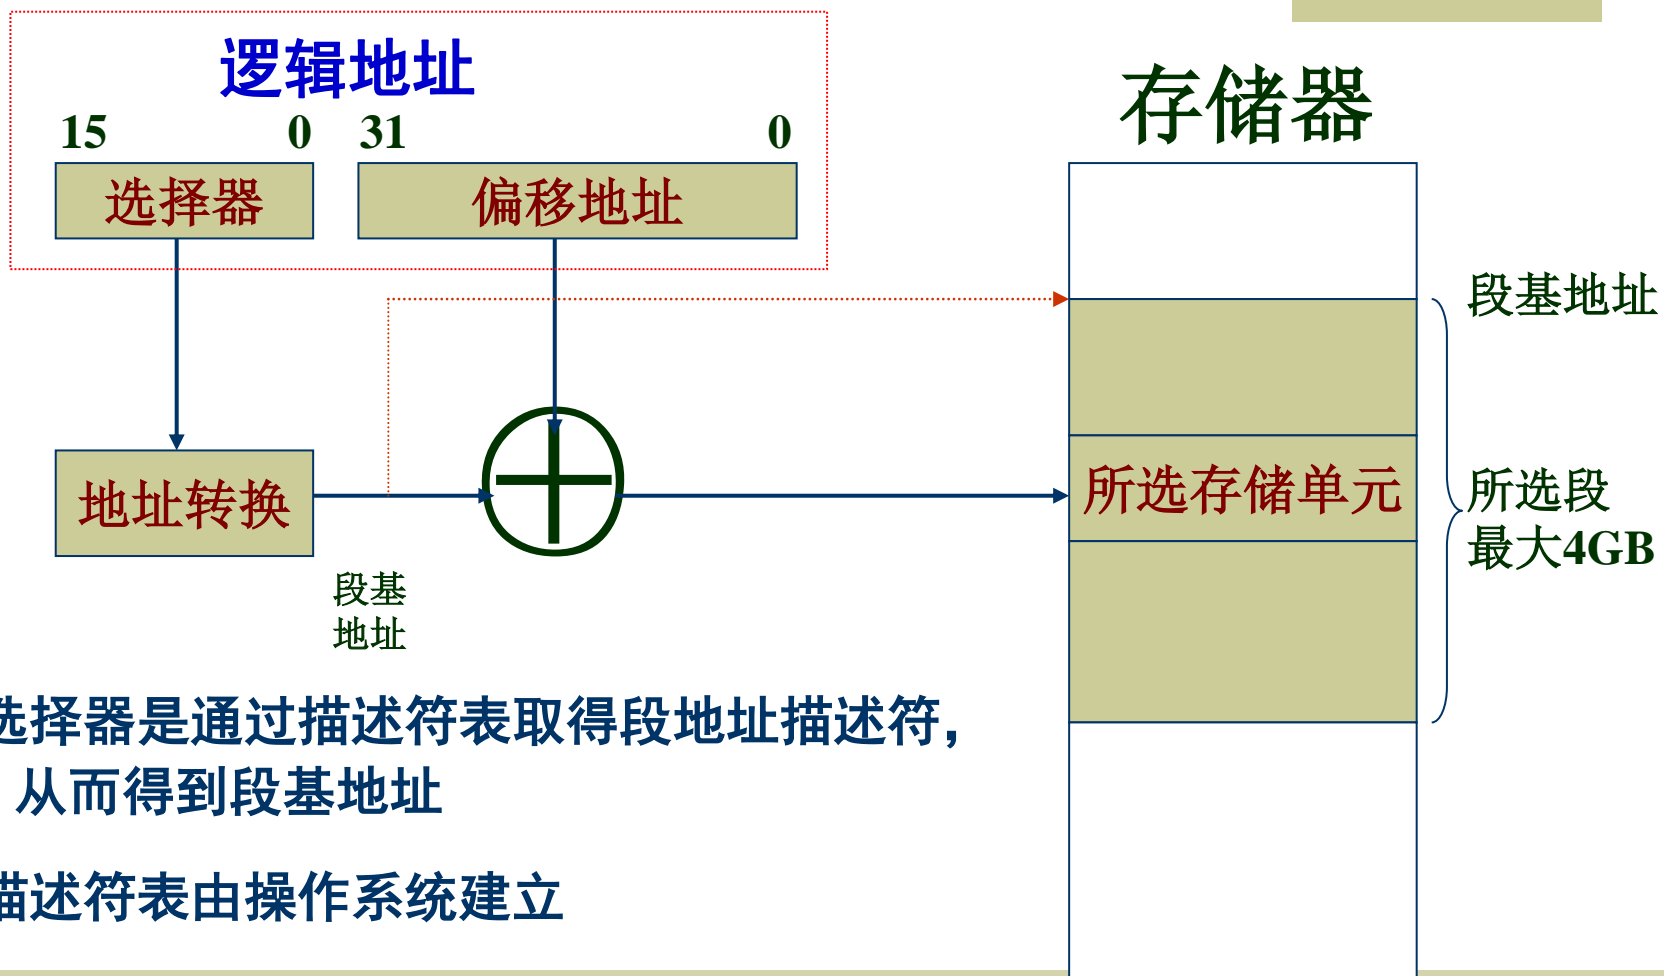 逻辑地址
存储器
15 0 31 0
选择器 偏移地址
段基地址
地址转换
所选存储单元
所选段
最大4GB
段基
地址
选择器是通过描述符表取得段地址描述符，
从而得到段基地址
描述符表由操作系统建立